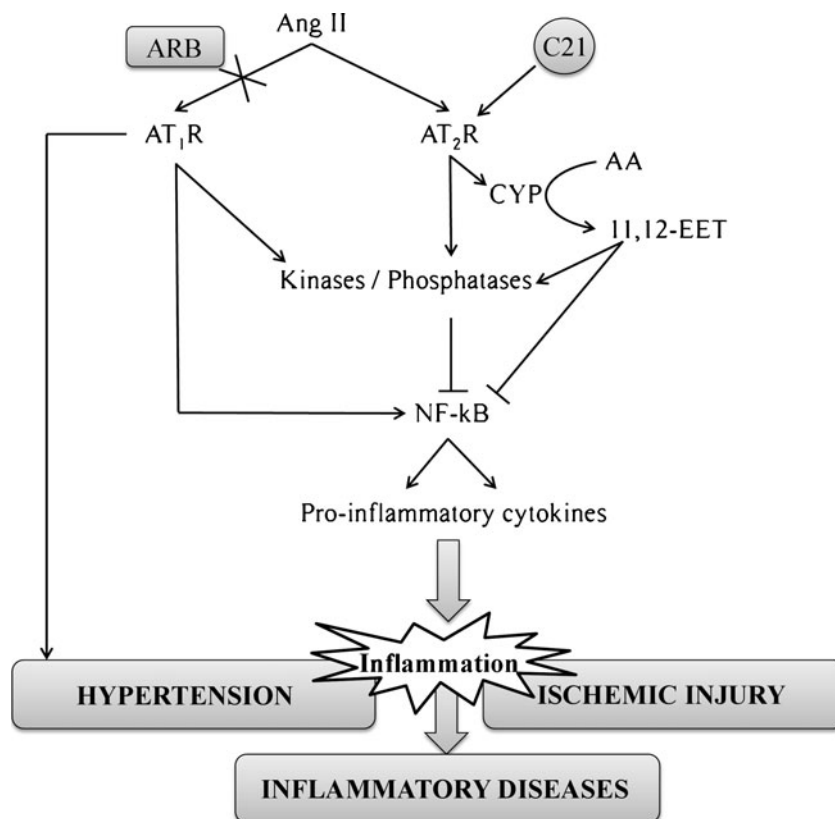 Ang II
ARB
C21
AT₁R
AT₂R
AA
CYP
11,12-EET
Kinases / Phosphatases
NF-kB
Pro-inflammatory cytokines
Inflammation
HYPERTENSION
ISCHEMIC INJURY
INFLAMMATORY DISEASES